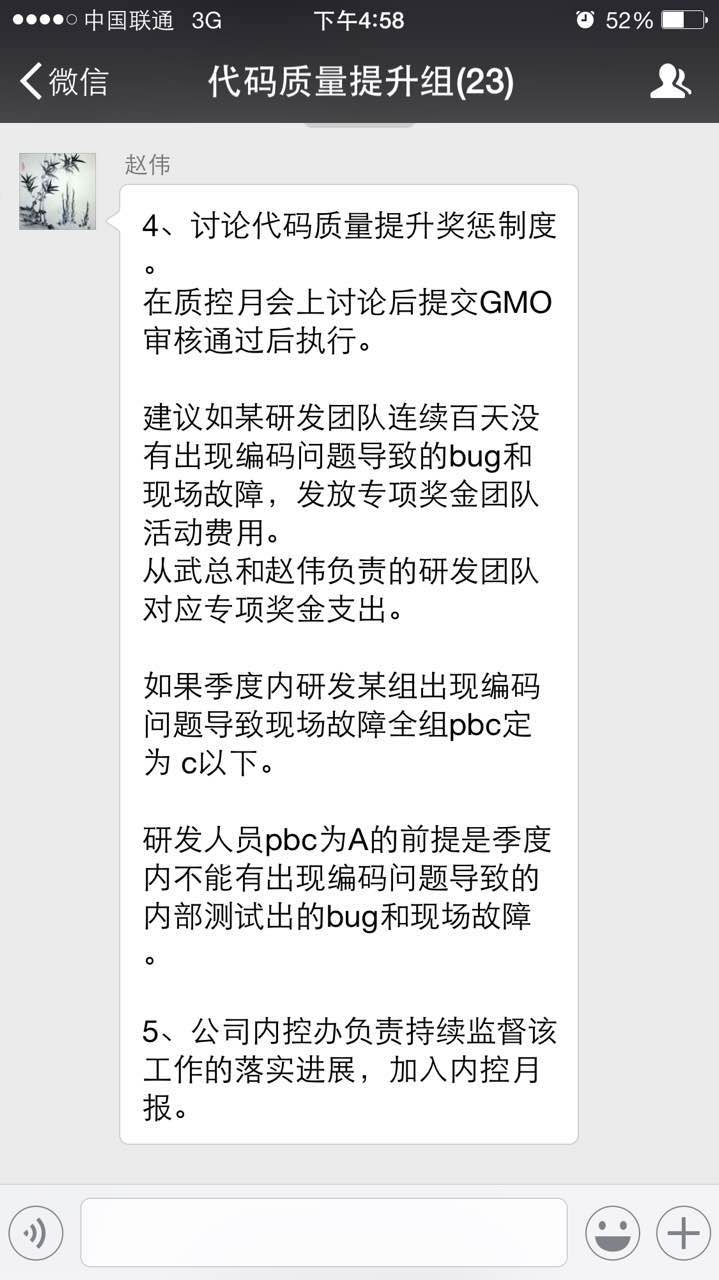 中国联通 3G 下午4:58 52%
微信 代码质量提升组(23)
赵伟
4、讨论代码质量提升奖惩制度
。
在质控月会上讨论后提交GMO
审核通过后执行。
建议如某研发团队连续百天没
有出现编码问题导致的bug和
现场故障，发放专项奖金团队
活动费用。
从武总和赵伟负责的研发团队
对应专项奖金支出。
如果季度内研发某组出现编码
问题导致现场故障全组pbc定
为 c以下。
研发人员pbc为A的前提是季度
内不能有出现编码问题导致的
内部测试出的bug和现场故障
。
5、公司内控办负责持续监督该
工作的落实进展，加入内控月
报。